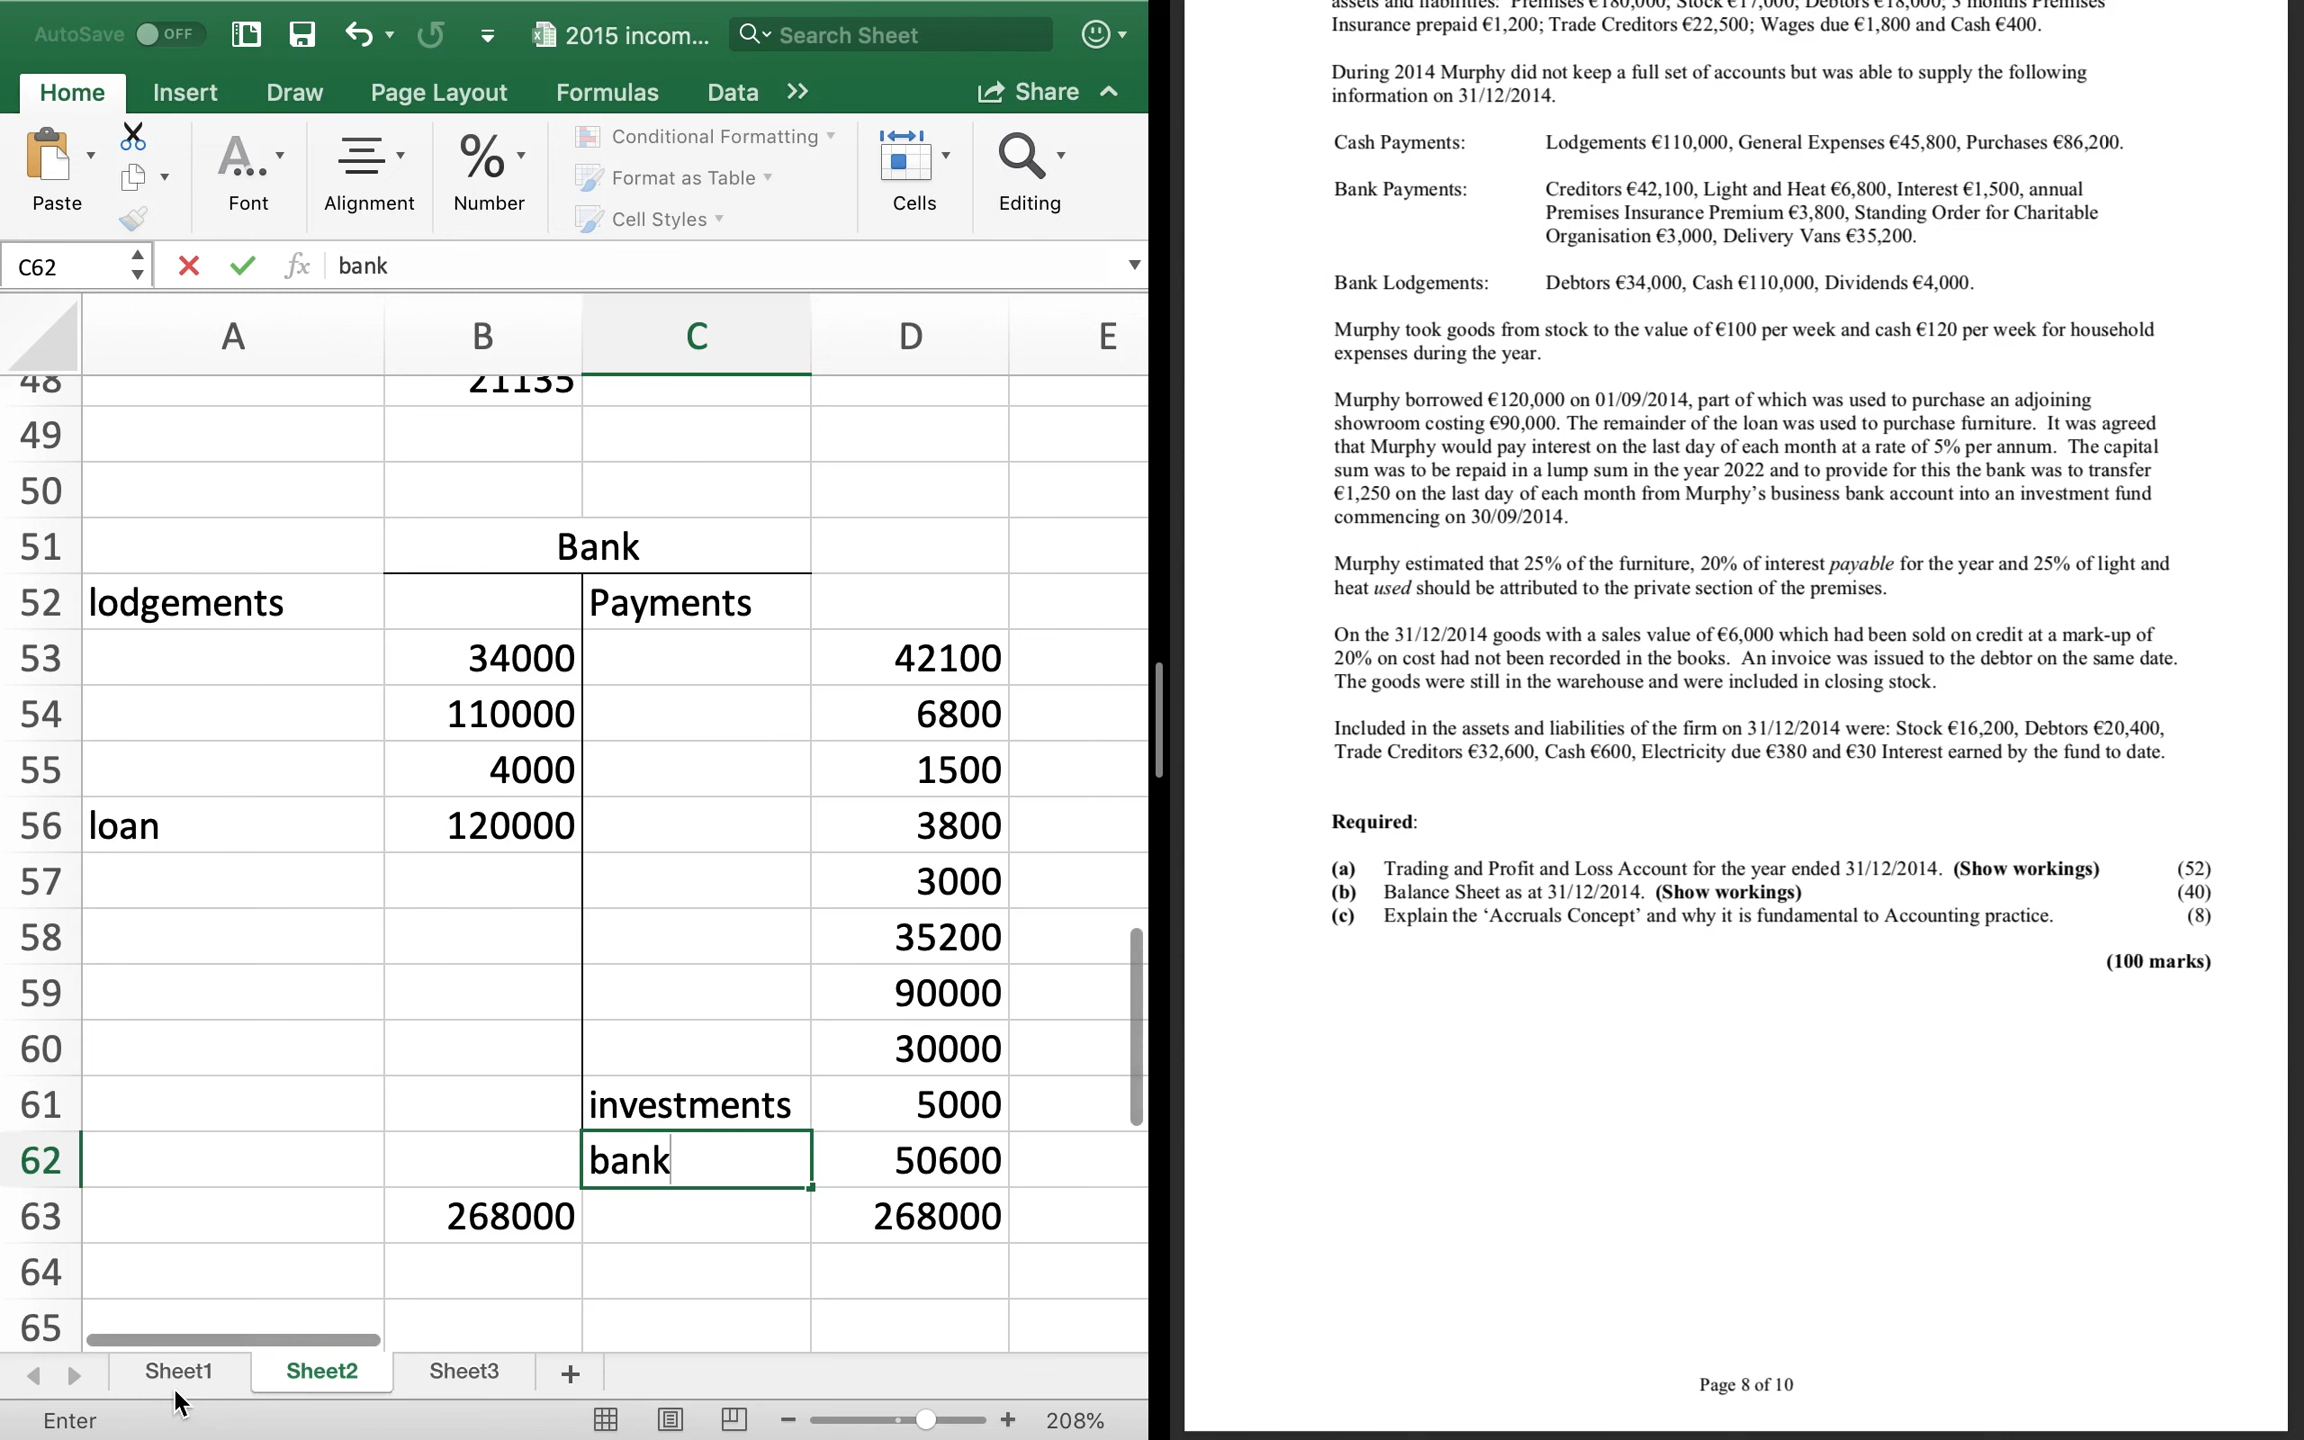 AutoSave OFF
2015 incom...
Search Sheet
Home Insert Draw Page Layout Formulas Data >> Share
Paste
Font
Alignment
%
Number
Conditional Formatting
Format as Table
Cell Styles
Cells
Editing
C62 fx bank
A B C D E
48 21135
49
50
51 Bank
52 lodgements Payments
53 34000 42100
54 110000 6800
55 4000 1500
56 loan 120000 3800
57 3000
58 35200
59 90000
60 30000
61 investments 5000
62 bank 50600
63 268000 268000
64
65
Sheet1 Sheet2 Sheet3 +
Enter 208%
assets and liabilities: Premises €180,000; Stock €17,000; Debtors €18,000; 3 months Premises
Insurance prepaid €1,200; Trade Creditors €22,500; Wages due €1,800 and Cash €400.
During 2014 Murphy did not keep a full set of accounts but was able to supply the following
information on 31/12/2014.
Cash Payments: Lodgements €110,000, General Expenses €45,800, Purchases €86,200.
Bank Payments: Creditors €42,100, Light and Heat €6,800, Interest €1,500, annual
Premises Insurance Premium €3,800, Standing Order for Charitable
Organisation €3,000, Delivery Vans €35,200.
Bank Lodgements: Debtors €34,000, Cash €110,000, Dividends €4,000.
Murphy took goods from stock to the value of €100 per week and cash €120 per week for household
expenses during the year.
Murphy borrowed €120,000 on 01/09/2014, part of which was used to purchase an adjoining
showroom costing €90,000. The remainder of the loan was used to purchase furniture. It was agreed
that Murphy would pay interest on the last day of each month at a rate of 5% per annum. The capital
sum was to be repaid in a lump sum in the year 2022 and to provide for this the bank was to transfer
€1,250 on the last day of each month from Murphy's business bank account into an investment fund
commencing on 30/09/2014.
Murphy estimated that 25% of the furniture, 20% of interest payable for the year and 25% of light and
heat used should be attributed to the private section of the premises.
On the 31/12/2014 goods with a sales value of €6,000 which had been sold on credit at a mark-up of
20% on cost had not been recorded in the books. An invoice was issued to the debtor on the same date.
The goods were still in the warehouse and were included in closing stock.
Included in the assets and liabilities of the firm on 31/12/2014 were: Stock €16,200, Debtors €20,400,
Trade Creditors €32,600, Cash €600, Electricity due €380 and €30 Interest earned by the fund to date.
Required:
(a) Trading and Profit and Loss Account for the year ended 31/12/2014. (Show workings) (52)
(b) Balance Sheet as at 31/12/2014. (Show workings) (40)
(c) Explain the 'Accruals Concept' and why it is fundamental to Accounting practice. (8)
(100 marks)
Page 8 of 10